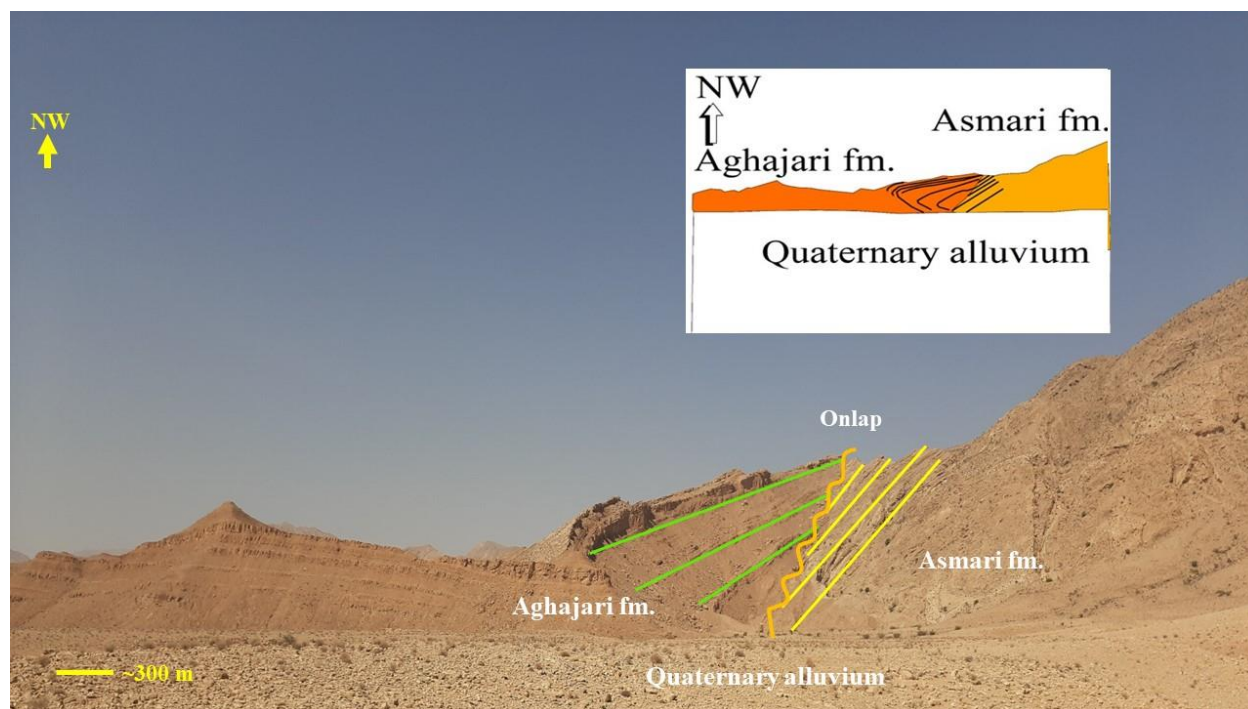 NW
Asmari fm.
Aghajari fm.
Quaternary alluvium
NW
Onlap
Asmari fm.
Aghajari fm.
~300 m
Quaternary alluvium